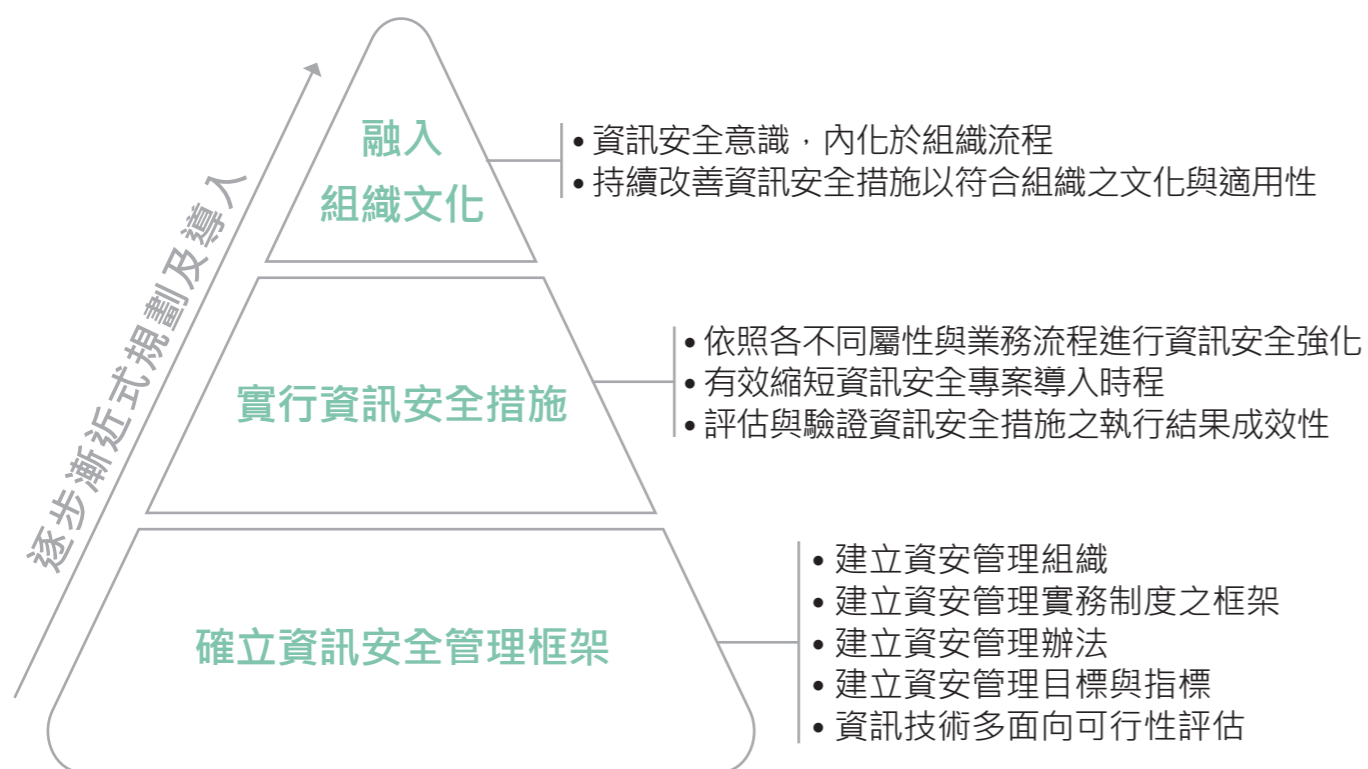 逐步漸近式規劃及導入
融入
組織文化
• 資訊安全意識，內化於組織流程
• 持續改善資訊安全措施以符合組織之文化與適用性
實行資訊安全措施
• 依照各不同屬性與業務流程進行資訊安全強化
• 有效縮短資訊安全專案導入時程
• 評估與驗證資訊安全措施之執行結果成效性
確立資訊安全管理框架
• 建立資安管理組織
• 建立資安管理實務制度之框架
• 建立資安管理辦法
• 建立資安管理目標與指標
• 資訊技術多面向可行性評估